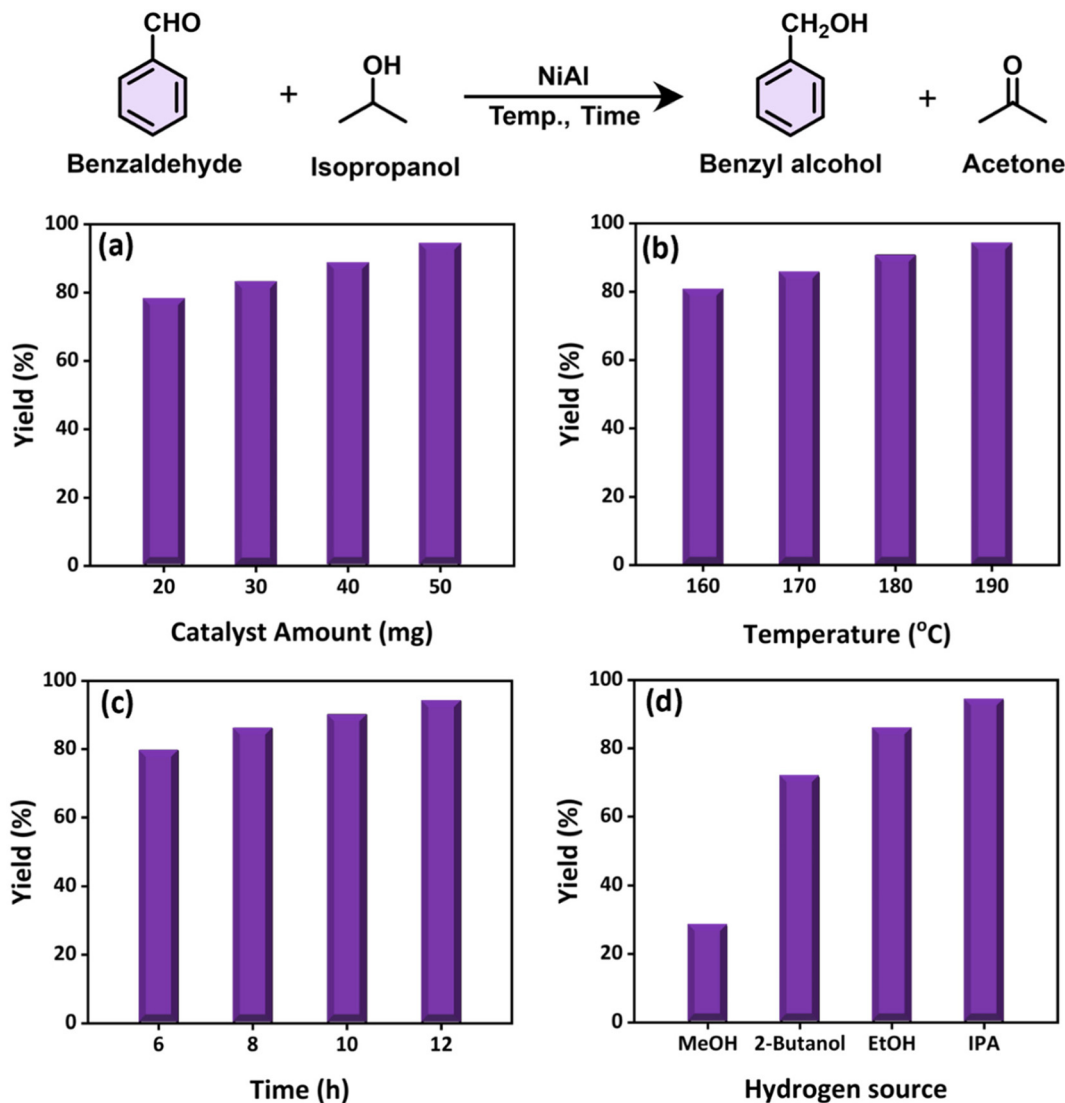 CHO
CH2OH
OH
O
+
NiAl
Temp., Time
+
Benzaldehyde
Isopropanol
Benzyl alcohol
Acetone
(a)
100
80
60
40
20
0
Yield (%)
20 30 40 50
Catalyst Amount (mg)
(b)
100
80
60
40
20
0
Yield (%)
160 170 180 190
Temperature (°C)
(c)
100
80
60
40
20
0
Yield (%)
6 8 10 12
Time (h)
(d)
100
80
60
40
20
0
Yield (%)
MeOH 2-Butanol EtOH IPA
Hydrogen source